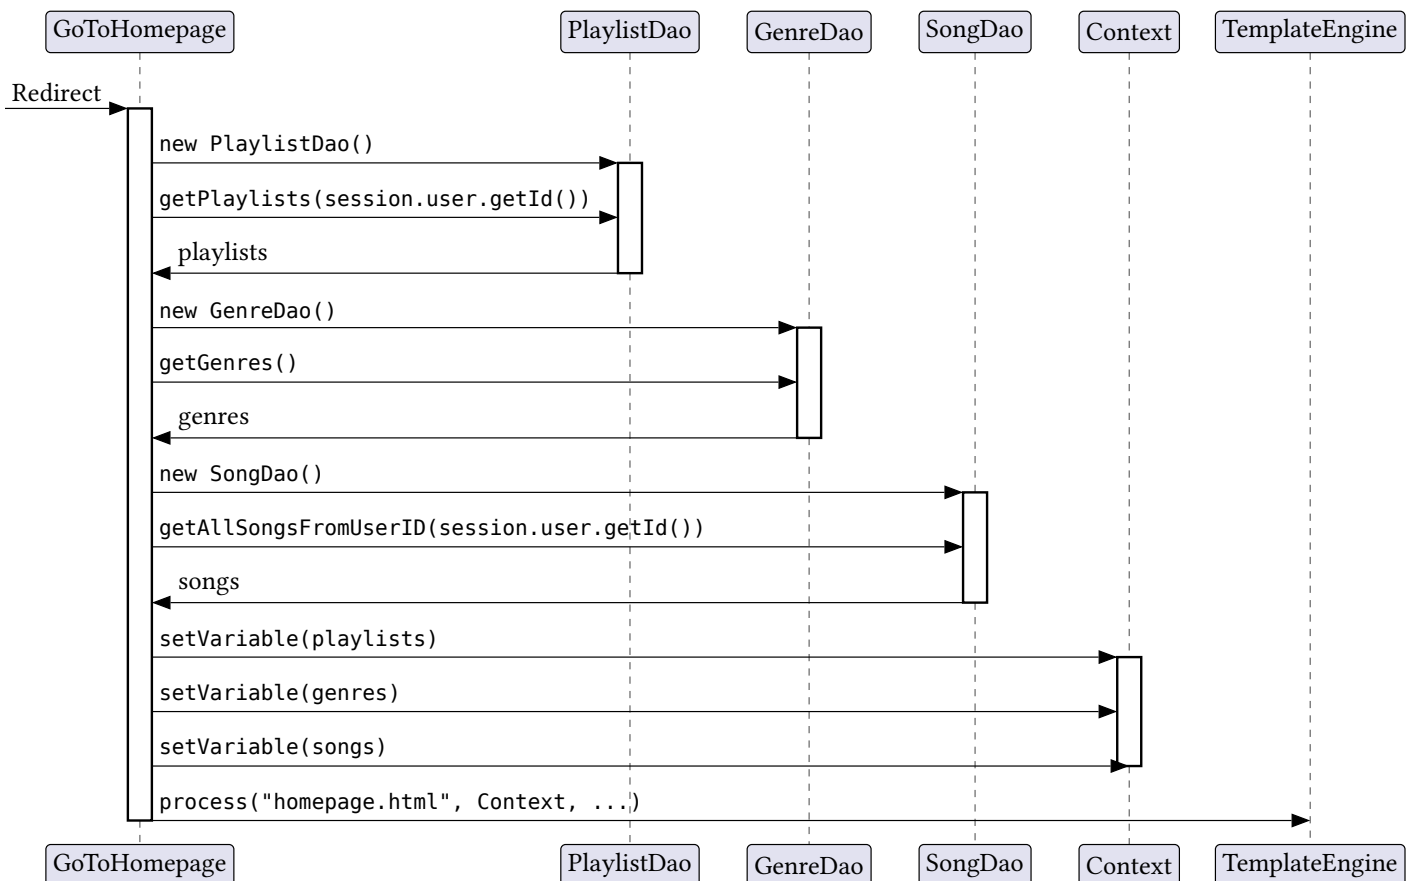 GoToHomepage PlaylistDao GenreDao SongDao Context TemplateEngine
Redirect
new PlaylistDao()
getPlaylists(session.user.getId())
playlists
new GenreDao()
getGenres()
genres
new SongDao()
getAllSongsFromUserID(session.user.getId())
songs
setVariable(playlists)
setVariable(genres)
setVariable(songs)
process("homepage.html", Context, ...)
GoToHomepage PlaylistDao GenreDao SongDao Context TemplateEngine